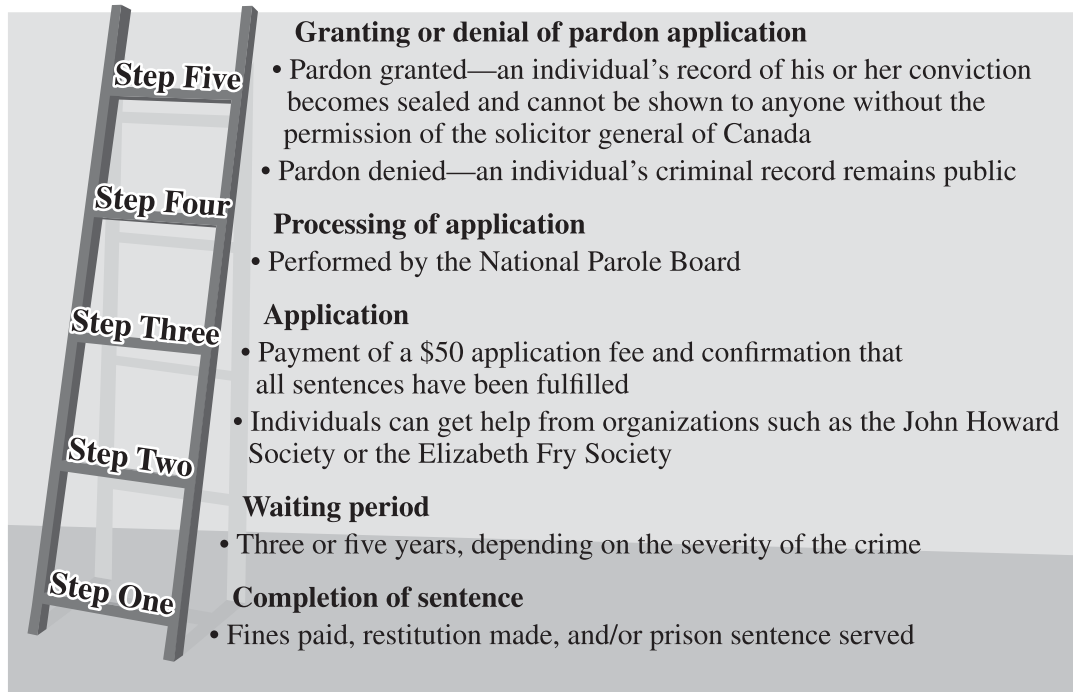 Step Five
Granting or denial of pardon application
• Pardon granted—an individual’s record of his or her conviction
becomes sealed and cannot be shown to anyone without the
permission of the solicitor general of Canada
• Pardon denied—an individual’s criminal record remains public
Step Four
Processing of application
• Performed by the National Parole Board
Step Three
Application
• Payment of a $50 application fee and confirmation that
all sentences have been fulfilled
• Individuals can get help from organizations such as the John Howard
Society or the Elizabeth Fry Society
Step Two
Waiting period
• Three or five years, depending on the severity of the crime
Step One
Completion of sentence
• Fines paid, restitution made, and/or prison sentence served